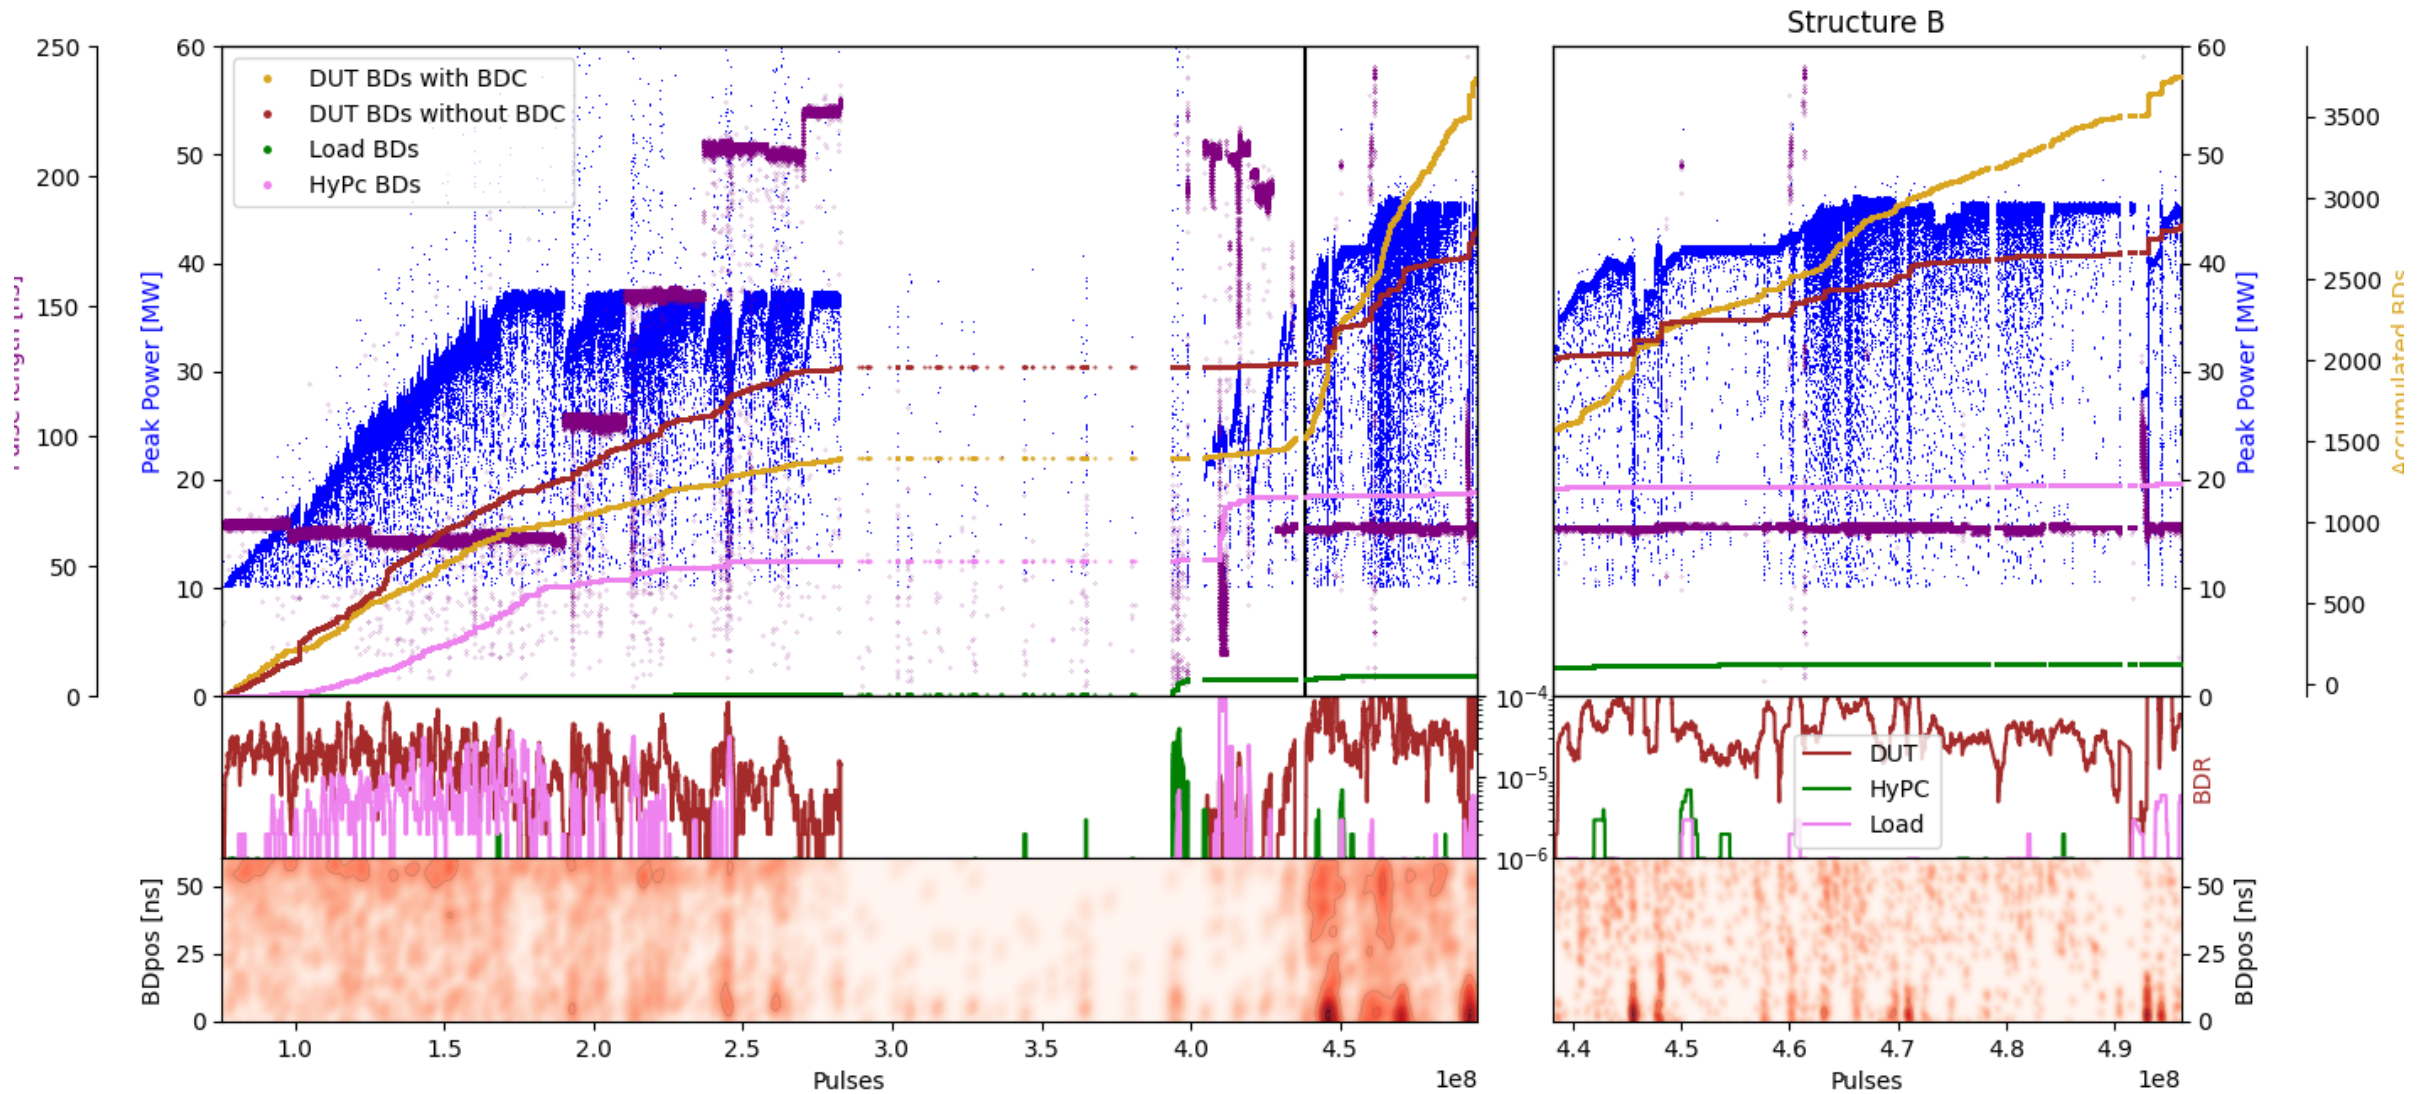 Structure B
250
200
150
100
50
0
Pulse length [ns]
60
50
40
30
20
10
0
Peak Power [MW]
DUT BDs with BDC
DUT BDs without BDC
Load BDs
HyPc BDs
60
50
40
30
20
10
0
Peak Power [MW]
3500
3000
2500
2000
1500
1000
500
0
Accumulated BDs
10⁻⁴
10⁻⁵
10⁻⁶
DUT
HyPC
Load
BDR
BDpos [ns]
50
25
0
50
25
0
BDpos [ns]
1.0 1.5 2.0 2.5 3.0 3.5 4.0 4.5
Pulses
1e8
4.4 4.5 4.6 4.7 4.8 4.9
Pulses
1e8